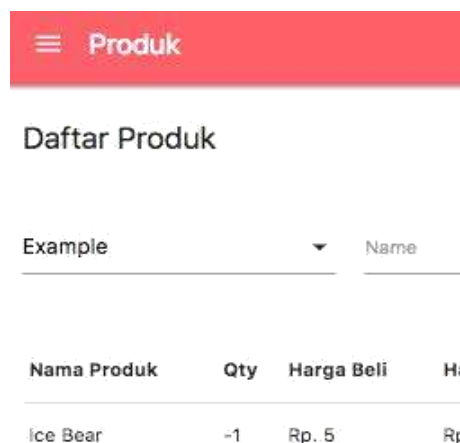 Produk
Daftar Produk
Example Name
Nama Produk Qty Harga Beli
Ice Bear -1 Rp. 5